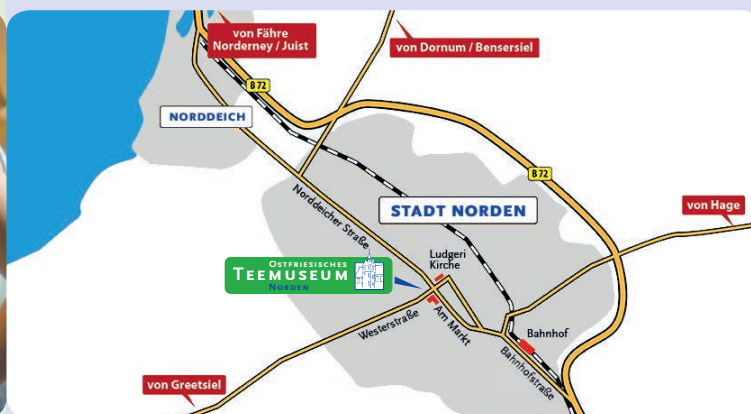 von Fähre
Norderney / Juist
von Dornum / Bensersiel
B 72
NORDDEICH
B 72
STADT NORDEN
von Hage
Norddeicher Straße
Ludgeri
Kirche
OSTFRIESISCHES
TEEMUSEUM
NORDEN
Westerstraße
Am Markt
Bahnhof
Bahnhofstraße
von Greetsiel